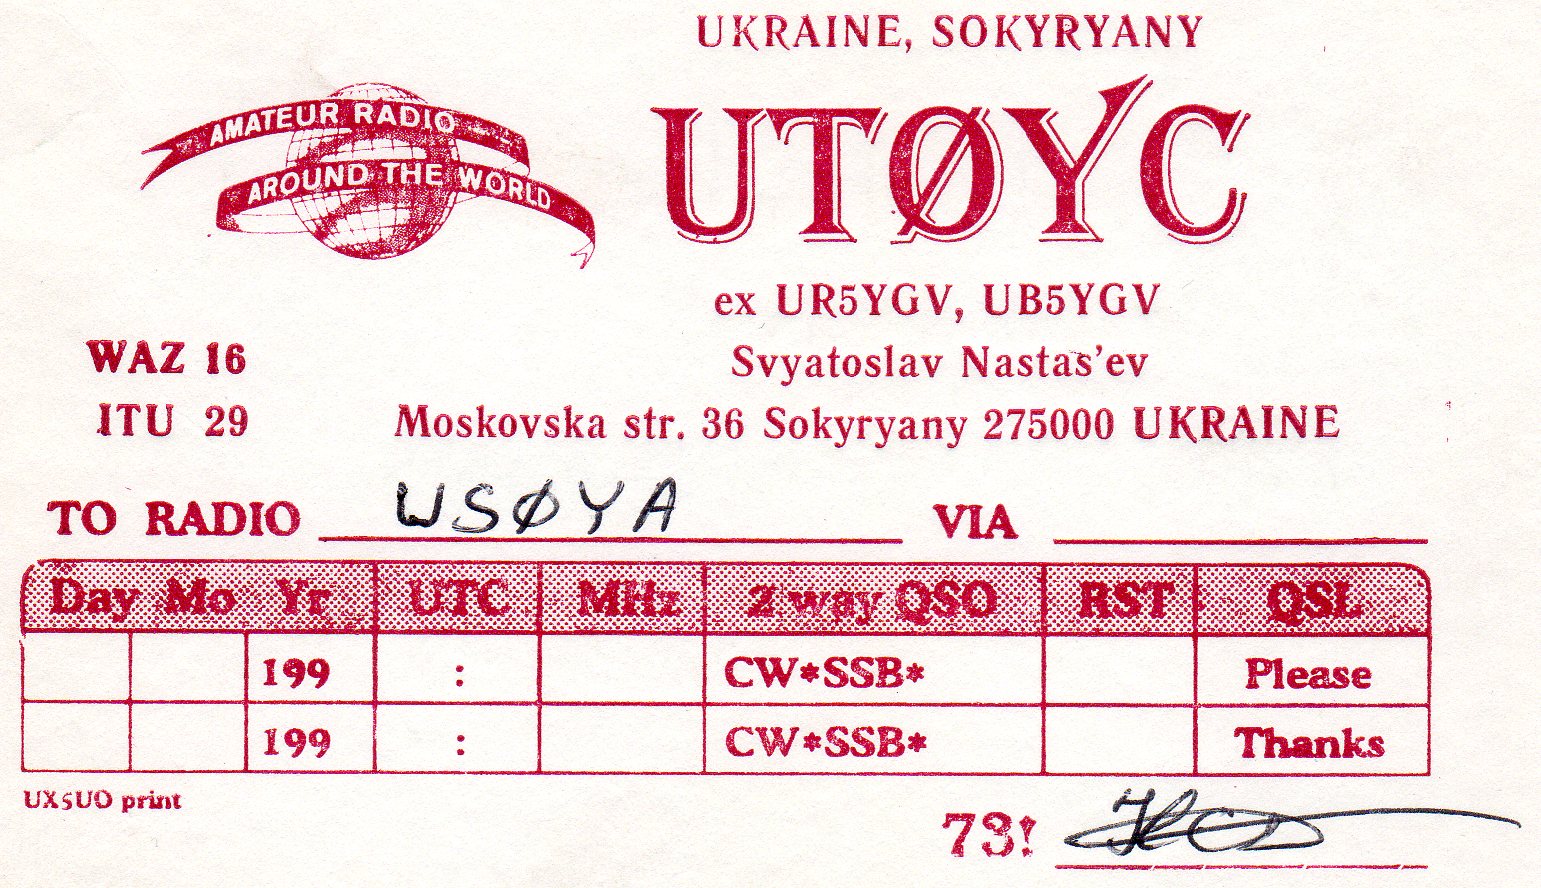 UKRAINE, SOKYRYANY
AMATEUR RADIO
AROUND THE WORLD
UTØYC
ex UR5YGV, UB5YGV
WAZ 16
Svyatoslav Nastas'ev
ITU 29
Moskovska str. 36 Sokyryany 275000 UKRAINE
TO RADIO WSØYA VIA
Day Mo Yr UTC MHz 2 way QSO RST QSL
199 : CW*SSB* Please
199 : CW*SSB* Thanks
UX5UO print
73!